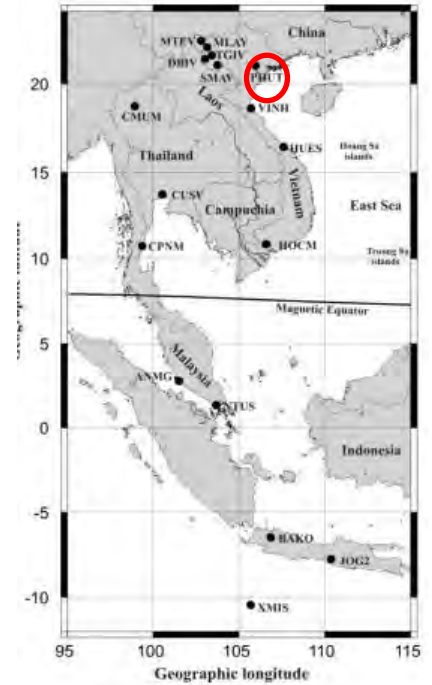 China
MTEV
MLAY
TGIV
DIBV
SMAV
PHUT
20
Laos
VINH
CMUM
HUES
Hoang Sa
islands
Thailand
Vietnam
15
CUSV
Campuchia
East Sea
CPNM
HOCM
10
Truong Sa
islands
Magnetic Equator
5
Malaysia
ANMG
NTUS
0
Indonesia
-5
BAKO
JOG2
-10
XMIS
95 100 105 110 115
Geographic longitude